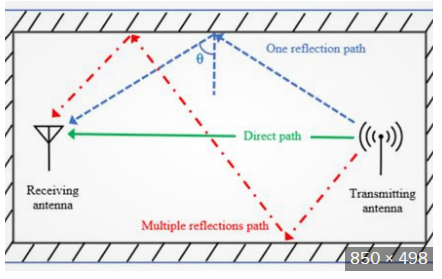 One reflection path
θ
Direct path
Receiving
antenna
Transmitting
antenna
Multiple reflections path
850 × 498